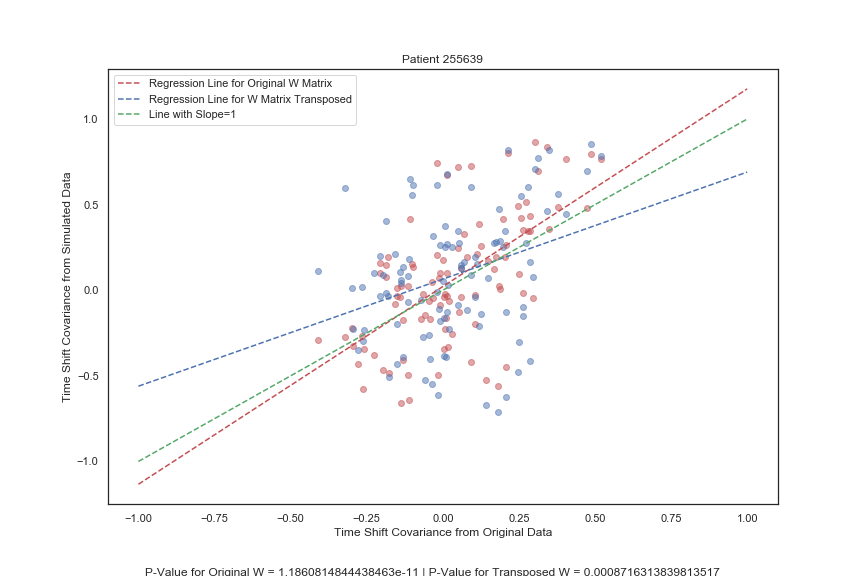 Patient 255639
Regression Line for Original W Matrix
Regression Line for W Matrix Transposed
Line with Slope=1
Time Shift Covariance from Simulated Data
1.0
0.5
0.0
−0.5
−1.0
−1.00 −0.75 −0.50 −0.25 0.00 0.25 0.50 0.75 1.00
Time Shift Covariance from Original Data
P-Value for Original W = 1.1860814844438463e-11 | P-Value for Transposed W = 0.0008716313839813517